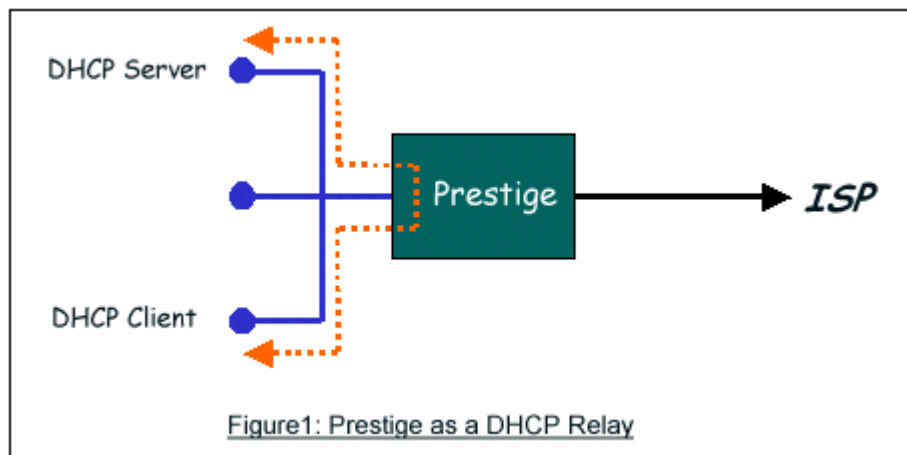 DHCP Server
Prestige
ISP
DHCP Client
Figure1: Prestige as a DHCP Relay